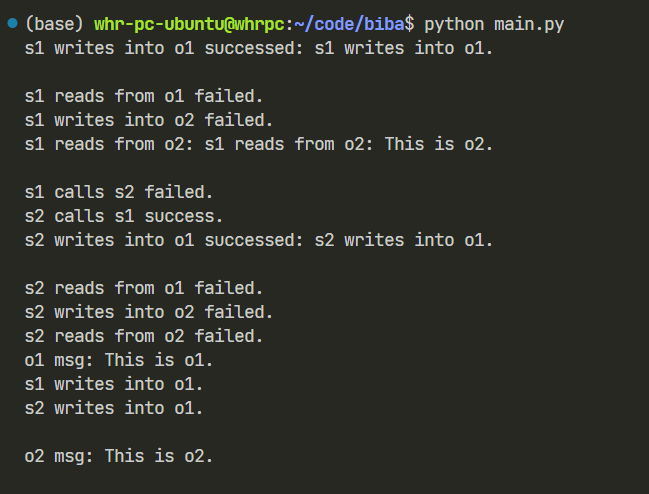 (base) whr-pc-ubuntu@whrpc:~/code/biba$ python main.py
s1 writes into o1 successed: s1 writes into o1.
s1 reads from o1 failed.
s1 writes into o2 failed.
s1 reads from o2: s1 reads from o2: This is o2.
s1 calls s2 failed.
s2 calls s1 success.
s2 writes into o1 successed: s2 writes into o1.
s2 reads from o1 failed.
s2 writes into o2 failed.
s2 reads from o2 failed.
o1 msg: This is o1.
s1 writes into o1.
s2 writes into o1.
o2 msg: This is o2.